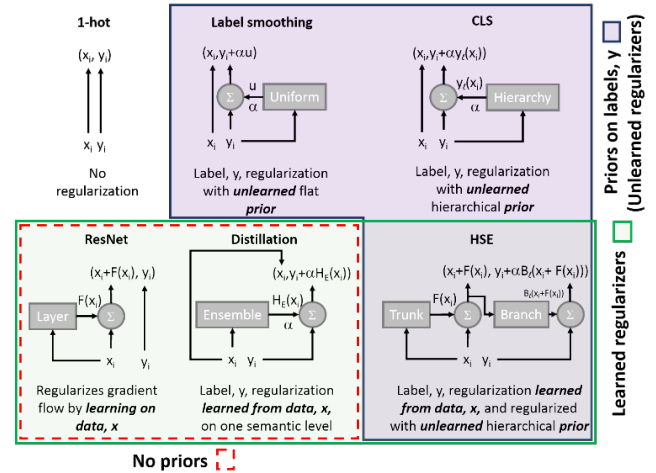 1-hot
(xᵢ, yᵢ)
xᵢ yᵢ
No
regularization
Label smoothing
(xᵢ,yᵢ+αu)
u
Σ
α
Uniform
xᵢ yᵢ
Label, y, regularization
with unlearned flat
prior
CLS
(xᵢ,yᵢ+αyₜ(xᵢ))
yₜ(xᵢ)
Σ
α
Hierarchy
xᵢ yᵢ
Label, y, regularization
with unlearned
hierarchical prior
Priors on labels, y
(Unlearned regularizers)
ResNet
(xᵢ+F(xᵢ), yᵢ)
F(xᵢ)
Layer
Σ
xᵢ yᵢ
Regularizes gradient
flow by learning on
data, x
Distillation
(xᵢ,yᵢ+αHE(xᵢ))
HE(xᵢ)
Ensemble
α
Σ
xᵢ yᵢ
Label, y, regularization
learned from data, x,
on one semantic level
HSE
(xᵢ+F(xᵢ), yᵢ+αBₜ(xᵢ+ F(xᵢ)))
Bₜ(xᵢ+F(xᵢ))
F(xᵢ)
Trunk
Σ
Branch
Σ
xᵢ yᵢ
Label, y, regularization learned
from data, x, and regularized
with unlearned hierarchical prior
Learned regularizers
No priors